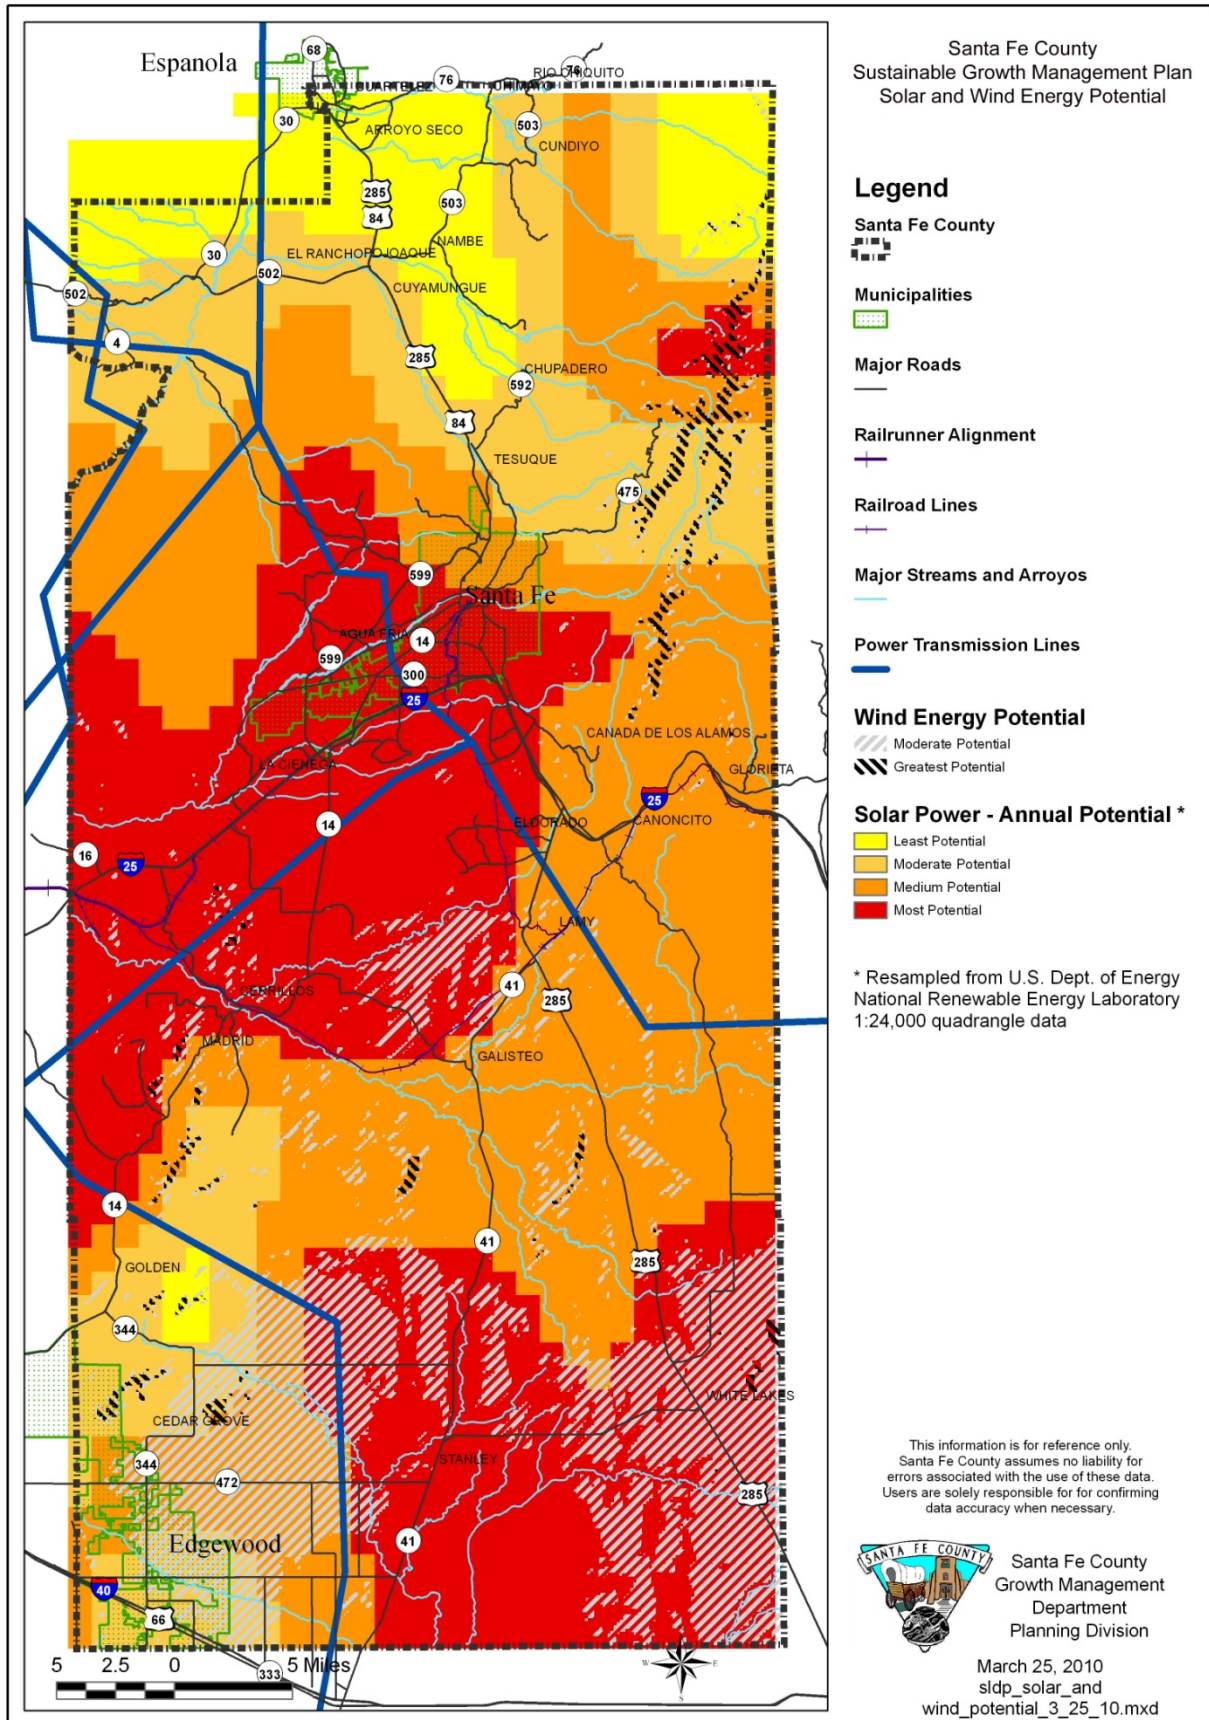 Santa Fe County
Sustainable Growth Management Plan
Solar and Wind Energy Potential
Legend
Santa Fe County
Municipalities
Major Roads
Railrunner Alignment
Railroad Lines
Major Streams and Arroyos
Power Transmission Lines
Wind Energy Potential
Moderate Potential
Greatest Potential
Solar Power - Annual Potential *
Least Potential
Moderate Potential
Medium Potential
Most Potential
* Resampled from U.S. Dept. of Energy
National Renewable Energy Laboratory
1:24,000 quadrangle data
This information is for reference only.
Santa Fe County assumes no liability for
errors associated with the use of these data.
Users are solely responsible for for confirming
data accuracy when necessary.
SANTA FE COUNTY
Santa Fe County
Growth Management
Department
Planning Division
March 25, 2010
sldp_solar_and
wind_potential_3_25_10.mxd
Espanola
68
76
76
RIO CHIQUITO
CUARTELEZ
CHIMAYO
30
503
ARROYO SECO
CUNDIYO
285
84
503
NAMBE
30
EL RANCHO
POJOAQUE
502
502
CUYAMUNGUE
4
285
CHUPADERO
592
84
TESUQUE
475
599
Santa Fe
AGUA FRIA
14
599
300
25
CANADA DE LOS ALAMOS
LA CIENEGA
GLORIETA
25
14
ELDORADO
CANONCITO
16
25
LAMY
CERRILLOS
41
285
MADRID
GALISTEO
14
41
285
GOLDEN
344
WHITE LAKES
CEDAR GROVE
STANLEY
344
472
285
Edgewood
41
40
66
333
5 2.5 0 5 Miles
N
W E
S